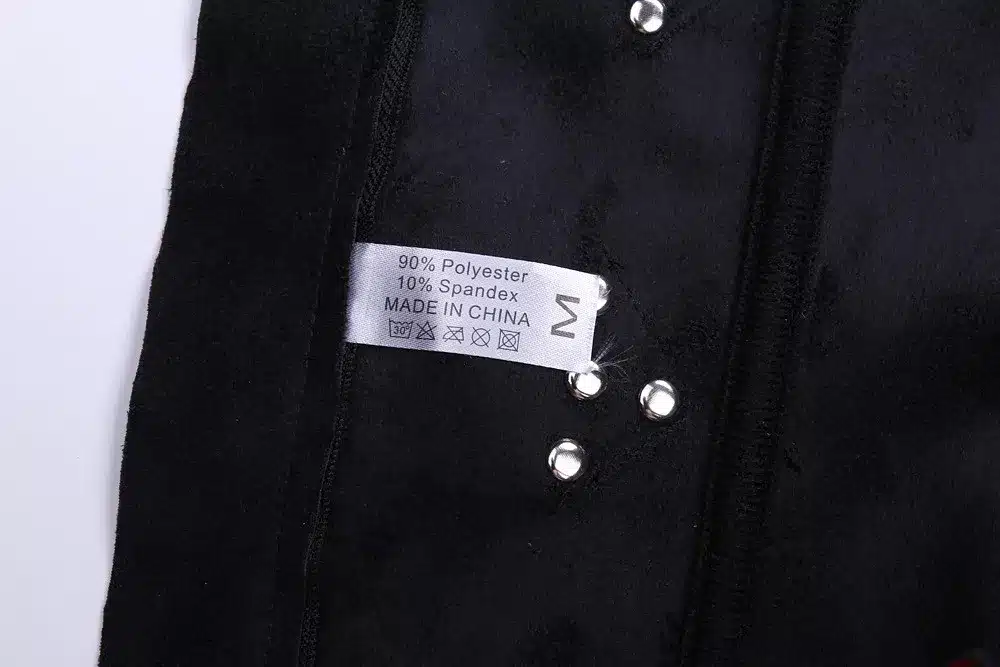 90% Polyester
10% Spandex
MADE IN CHINA
30°
M